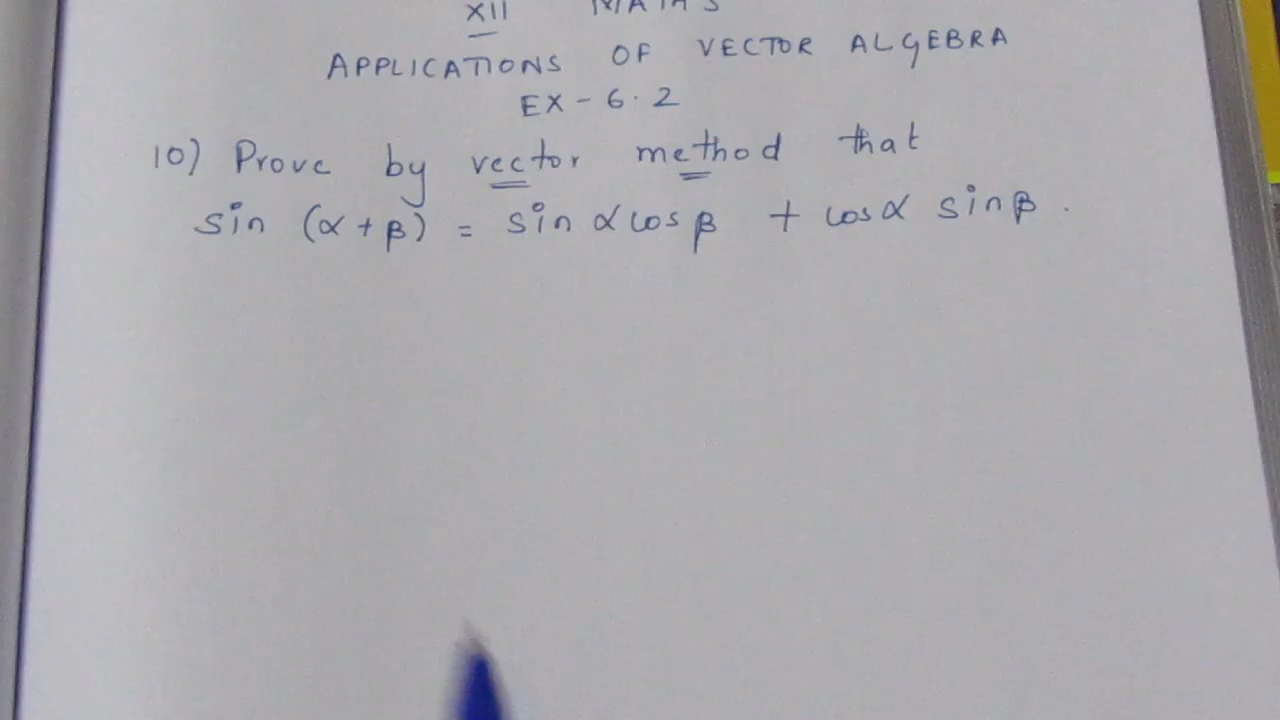 XII MATHS
APPLICATIONS OF VECTOR ALGEBRA
EX - 6.2
10) Prove by vector method that
sin (α + β) = sin α cos β + cos α sin β.